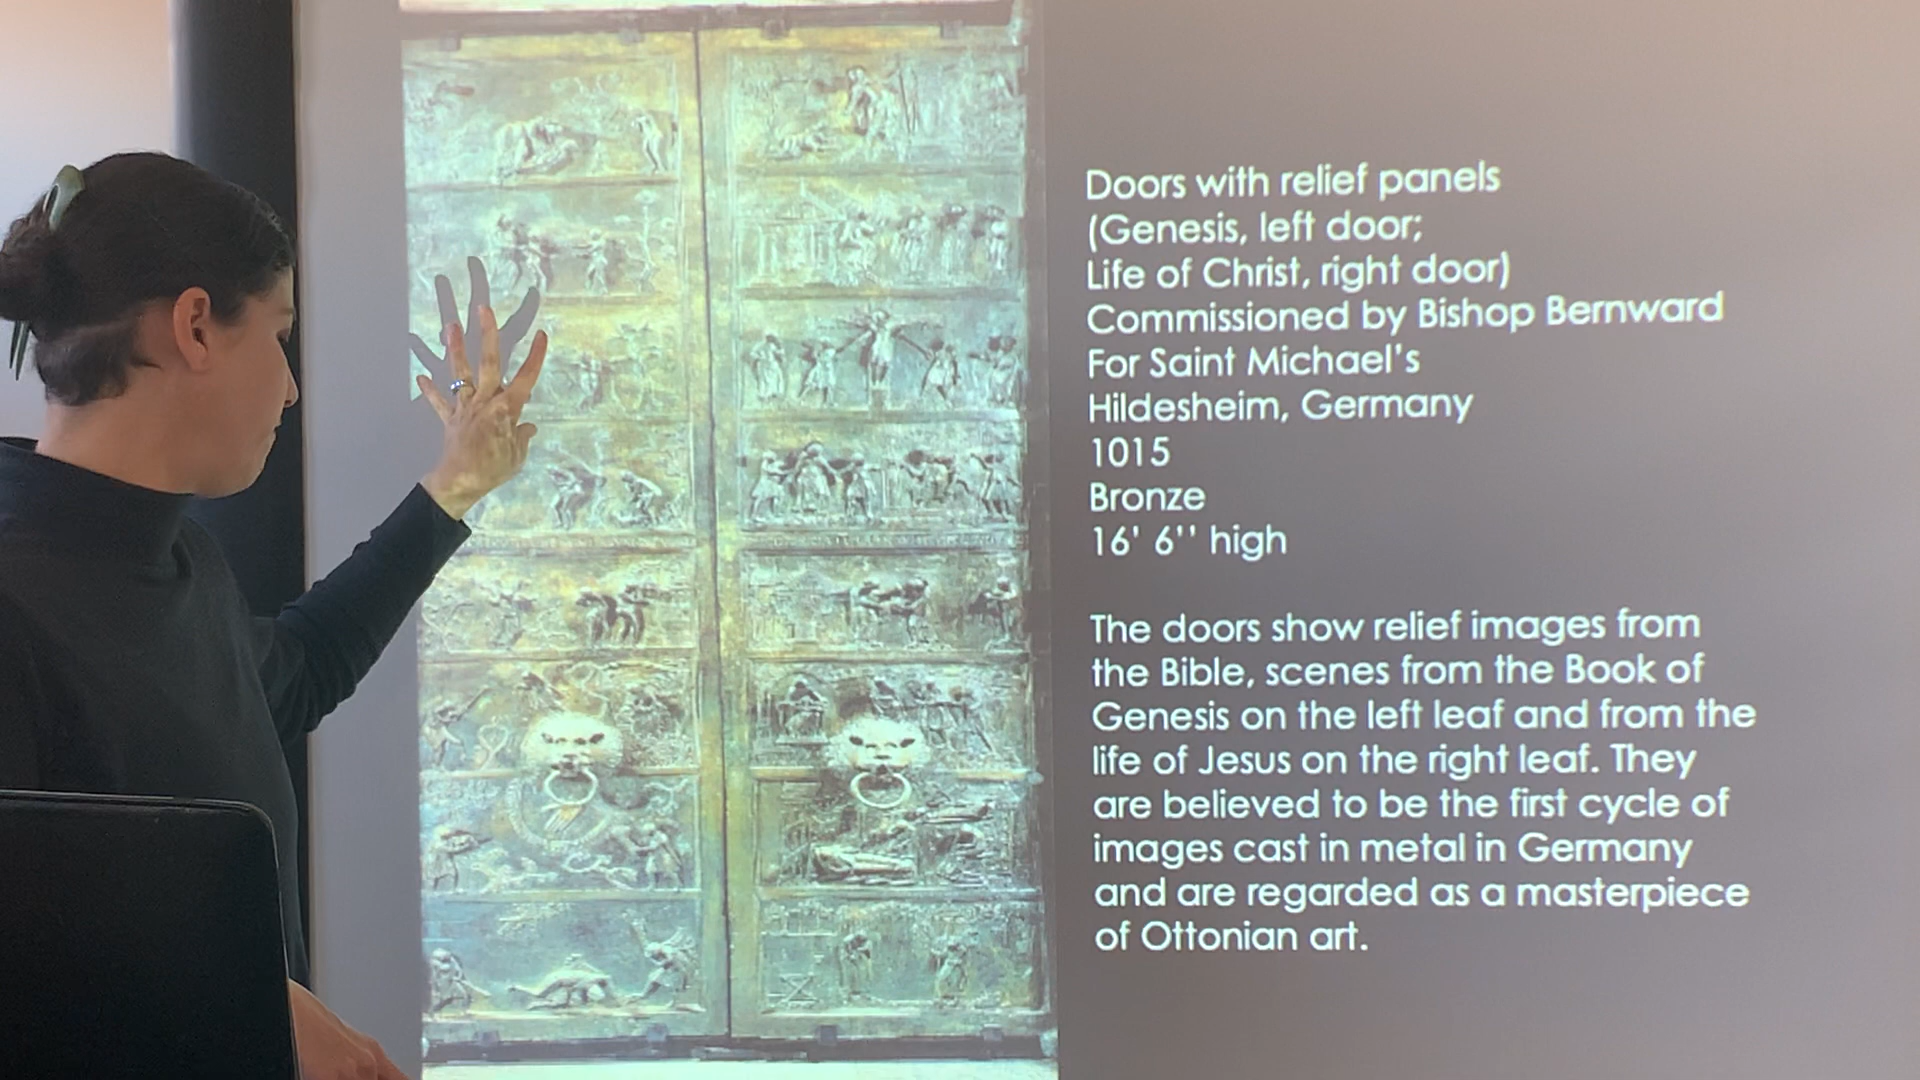 Doors with relief panels
(Genesis, left door;
Life of Christ, right door)
Commissioned by Bishop Bernward
For Saint Michael's
Hildesheim, Germany
1015
Bronze
16' 6'' high
The doors show relief images from
the Bible, scenes from the Book of
Genesis on the left leaf and from the
life of Jesus on the right leaf. They
are believed to be the first cycle of
images cast in metal in Germany
and are regarded as a masterpiece
of Ottonian art.